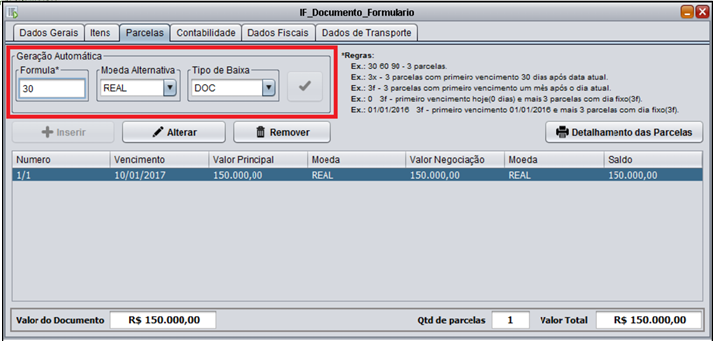 IF_Documento_Formulario
Dados Gerais Itens Parcelas Contabilidade Dados Fiscais Dados de Transporte
Geração Automática
Formula* Moeda Alternativa Tipo de Baixa
30 REAL DOC
*Regras:
Ex.: 30 60 90 - 3 parcelas.
Ex.: 3x - 3 parcelas com primeiro vencimento 30 dias após data atual.
Ex.: 3f - 3 parcelas com primeiro vencimento um mês após o dia atual.
Ex.: 0 3f - primeiro vencimento hoje(0 dias) e mais 3 parcelas com dia fixo(3f).
Ex.: 01/01/2016 3f - primeiro vencimento 01/01/2016 e mais 3 parcelas com dia fixo(3f).
Inserir Alterar Remover Detalhamento das Parcelas
Numero Vencimento Valor Principal Moeda Valor Negociação Moeda Saldo
1/1 10/01/2017 150.000,00 REAL 150.000,00 REAL 150.000,00
Valor do Documento R$ 150.000,00 Qtd de parcelas 1 Valor Total R$ 150.000,00